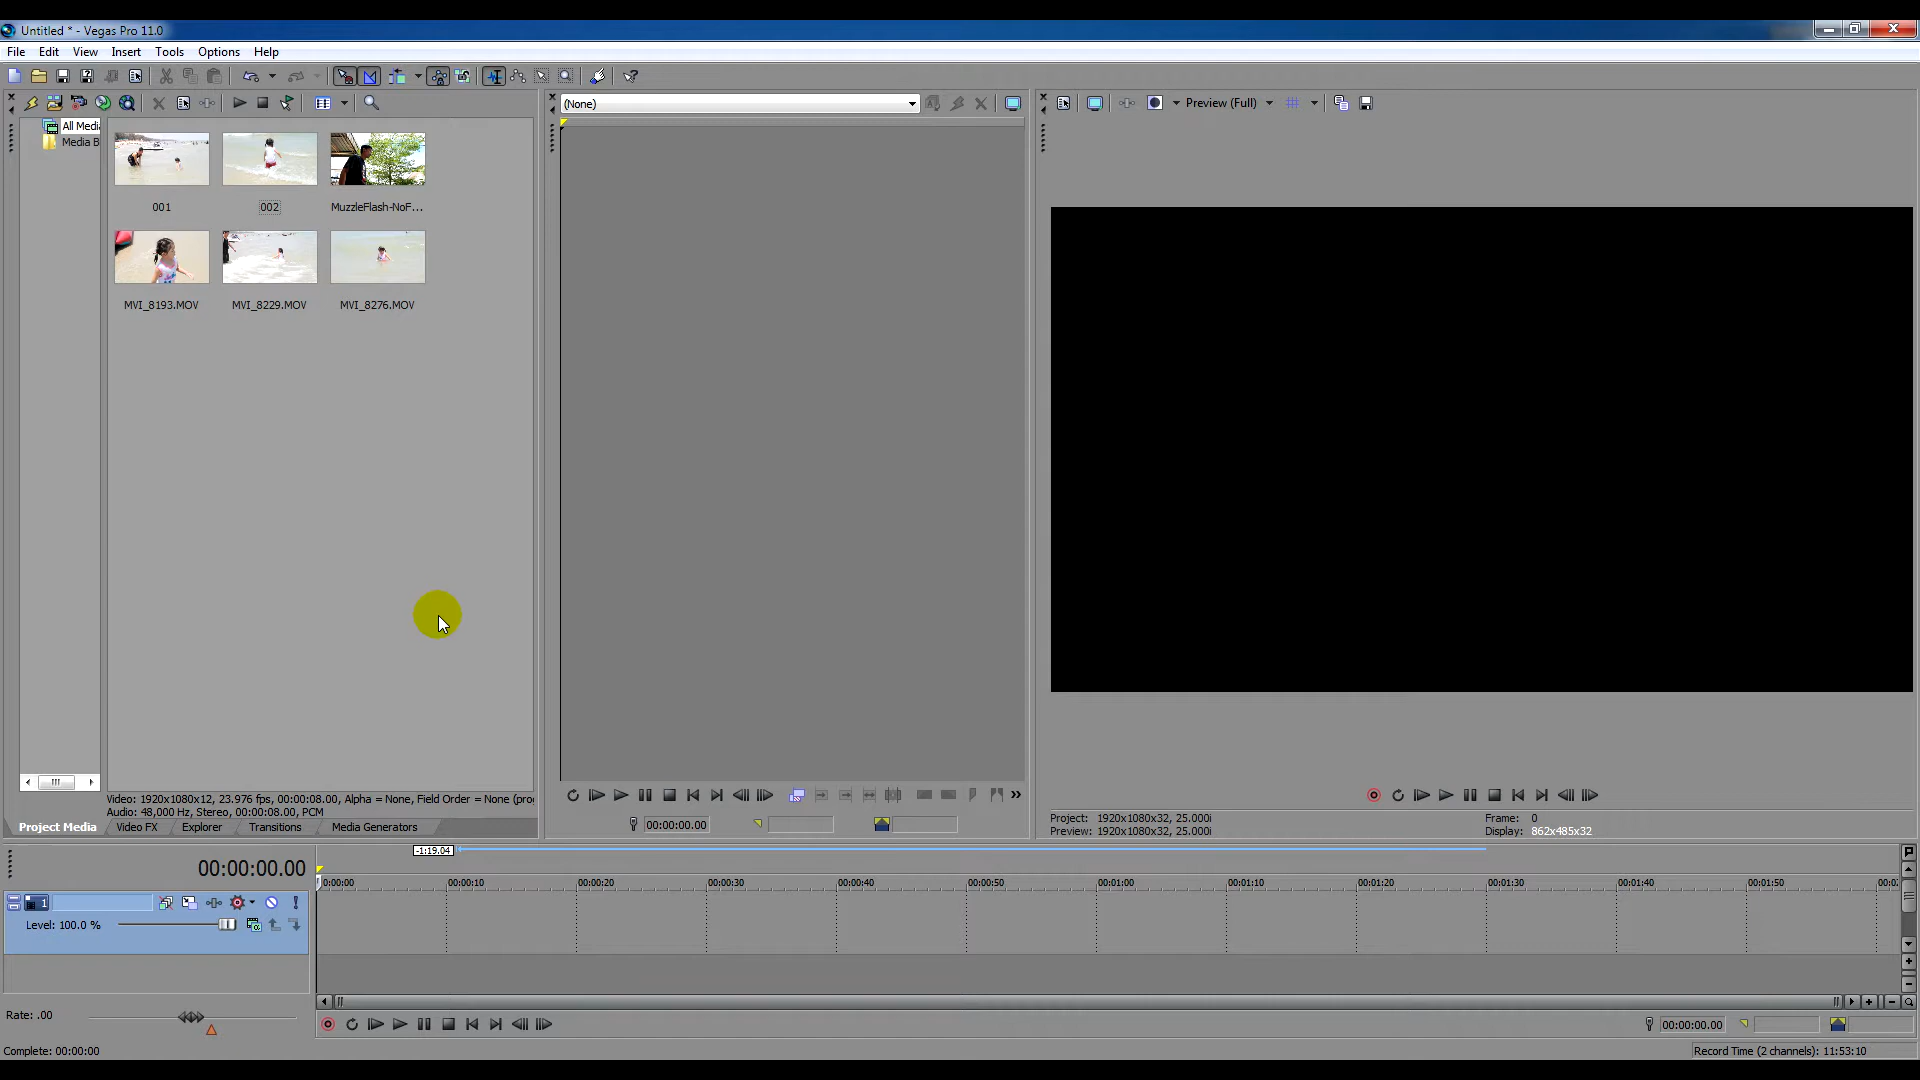 Untitled * - Vegas Pro 11.0
File Edit View Insert Tools Options Help
(None)
Preview (Full)
All Medi
Media B
001
002
MuzzleFlash-NoF...
MVI_8193.MOV
MVI_8229.MOV
MVI_8276.MOV
Video: 1920x1080x12, 23.976 fps, 00:00:08.00, Alpha = None, Field Order = None (prog
Audio: 48,000 Hz, Stereo, 00:00:08.00, PCM
Project Media Video FX Explorer Transitions Media Generators
00:00:00.00
Project: 1920x1080x32, 25.000i
Preview: 1920x1080x32, 25.000i
Frame: 0
Display: 862x485x32
00:00:00.00
-1:19.04
0:00:00 00:00:10 00:00:20 00:00:30 00:00:40 00:00:50 00:01:00 00:01:10 00:01:20 00:01:30 00:01:40 00:01:50 00:0
1
Level: 100.0 %
Rate: .00
00:00:00.00
Complete: 00:00:00
Record Time (2 channels): 11:53:10